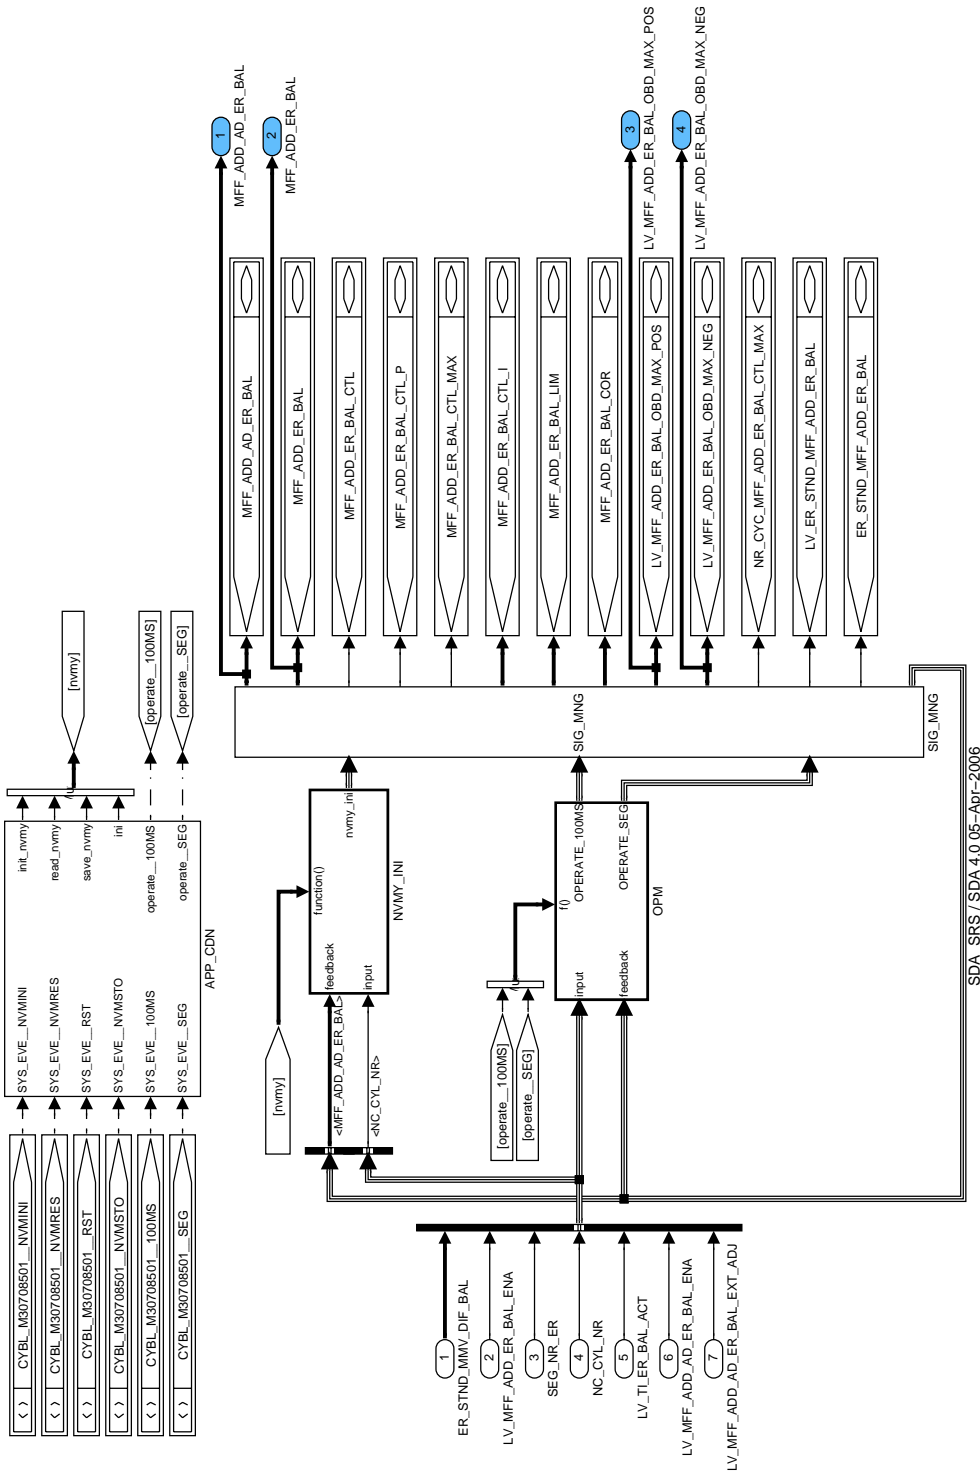 CYBL_M30708501__NVMINI
CYBL_M30708501__NVMRES
CYBL_M30708501__RST
CYBL_M30708501__NVMSTO
CYBL_M30708501__100MS
CYBL_M30708501__SEG
SYS_EVE__NVMINI
SYS_EVE__NVMRES
SYS_EVE__RST
SYS_EVE__NVMSTO
SYS_EVE__100MS
SYS_EVE__SEG
init_nvmy
read_nvmy
save_nvmy
ini
operate__100MS
operate__SEG
APP_CDN
[nvmy]
[operate__100MS]
[operate__SEG]
[nvmy]
<MFF_ADD_AD_ER_BAL>
<NC_CYL_NR>
feedback
input
function()
nvmy_ini
NVMY_INI
[operate__100MS]
[operate__SEG]
input
feedback
f()
OPERATE_100MS
OPERATE_SEG
OPM
1
ER_STND_MMV_DIF_BAL
2
LV_MFF_ADD_ER_BAL_ENA
3
SEG_NR_ER
4
NC_CYL_NR
5
LV_TI_ER_BAL_ACT
6
LV_MFF_ADD_AD_ER_BAL_ENA
7
LV_MFF_ADD_AD_ER_BAL_EXT_ADJ
SIG_MNG
SIG_MNG
MFF_ADD_AD_ER_BAL
MFF_ADD_ER_BAL
MFF_ADD_ER_BAL_CTL
MFF_ADD_ER_BAL_CTL_P
MFF_ADD_ER_BAL_CTL_MAX
MFF_ADD_ER_BAL_CTL_I
MFF_ADD_ER_BAL_LIM
MFF_ADD_ER_BAL_COR
LV_MFF_ADD_ER_BAL_OBD_MAX_POS
LV_MFF_ADD_ER_BAL_OBD_MAX_NEG
NR_CYC_MFF_ADD_ER_BAL_CTL_MAX
LV_ER_STND_MFF_ADD_ER_BAL
ER_STND_MFF_ADD_ER_BAL
1
MFF_ADD_AD_ER_BAL
2
MFF_ADD_ER_BAL
3
LV_MFF_ADD_ER_BAL_OBD_MAX_POS
4
LV_MFF_ADD_ER_BAL_OBD_MAX_NEG
SDA_SRS / SDA 4.0 05-Apr-2006